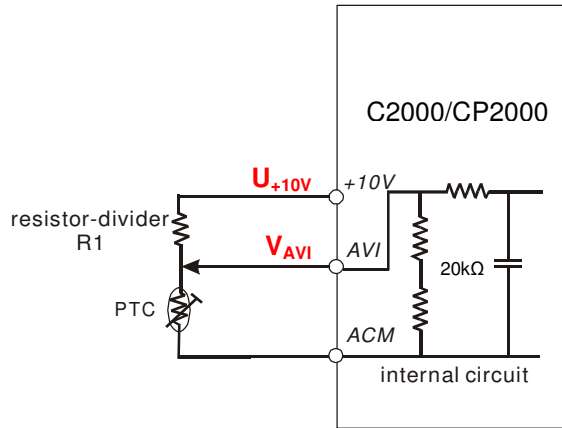 C2000/CP2000
U+10V
+10V
resistor-divider
R1
VAVI
AVI
20kΩ
PTC
ACM
internal circuit